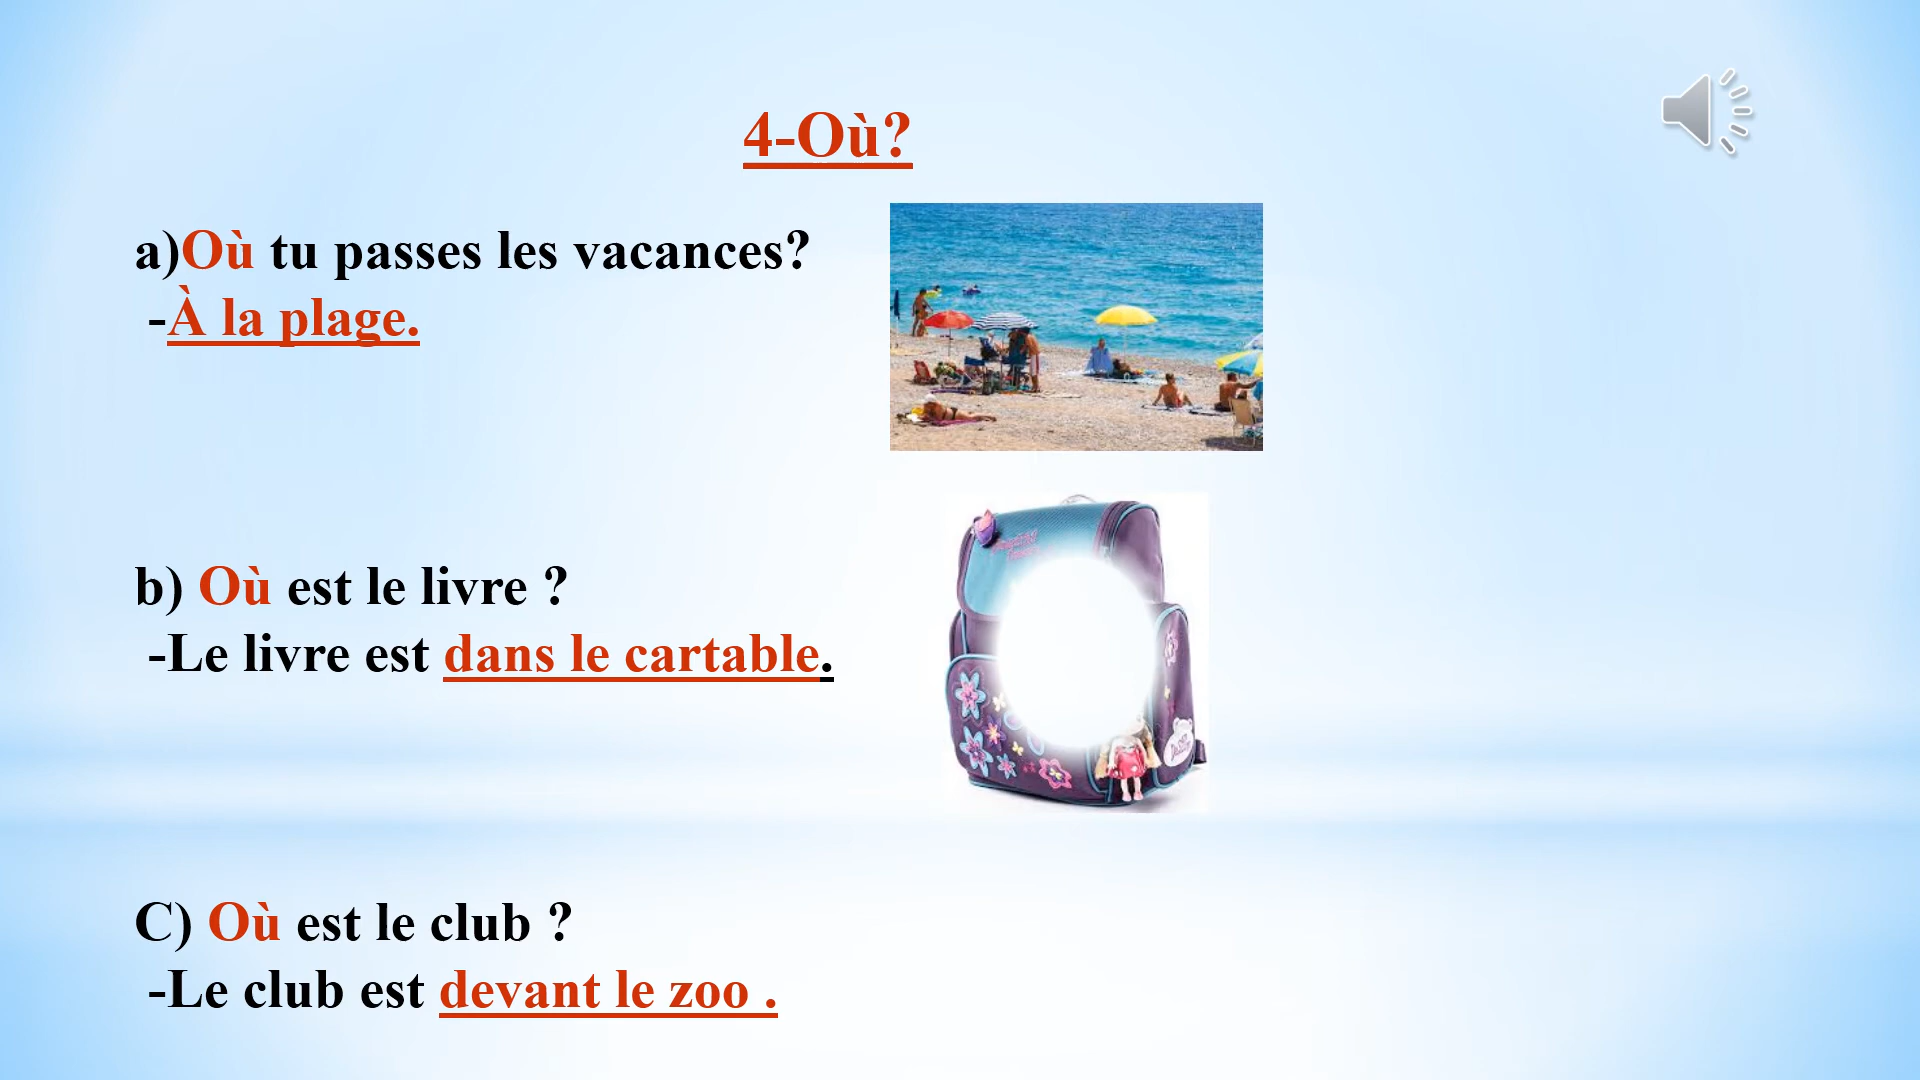 4-Où?
a)Où tu passes les vacances?
-À la plage.
b) Où est le livre ?
-Le livre est dans le cartable.
C) Où est le club ?
-Le club est devant le zoo .